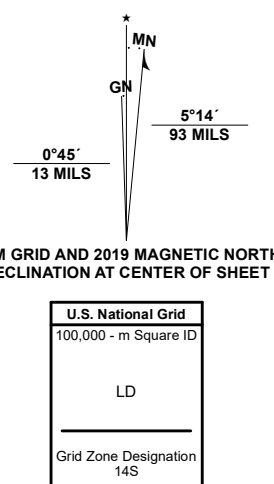 ★
MN
GN
5°14´
93 MILS
0°45´
13 MILS
M GRID AND 2019 MAGNETIC NORTH
ECLINATION AT CENTER OF SHEET
U.S. National Grid
100,000 - m Square ID
LD
Grid Zone Designation
14S